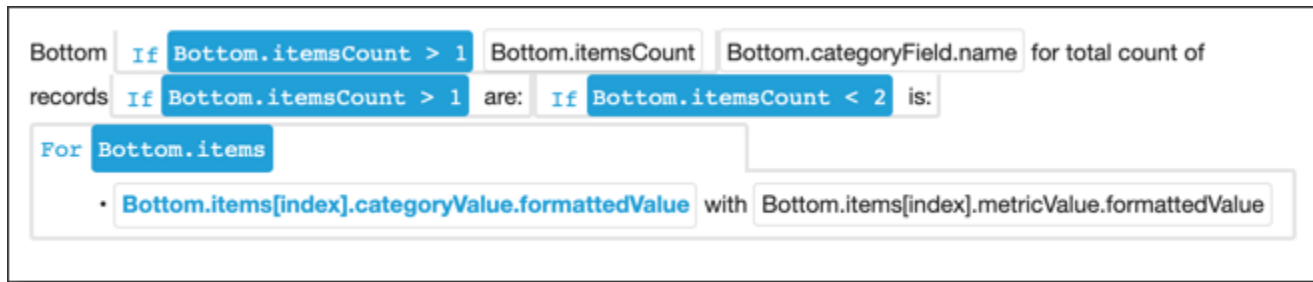 Bottom If Bottom.itemsCount > 1 Bottom.itemsCount Bottom.categoryField.name for total count of
records If Bottom.itemsCount > 1 are: If Bottom.itemsCount < 2 is:
For Bottom.items
• Bottom.items[index].categoryValue.formattedValue with Bottom.items[index].metricValue.formattedValue